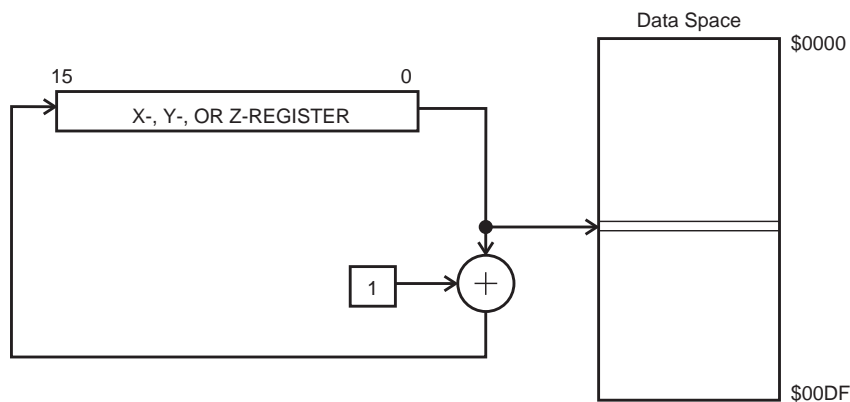 Data Space
$0000
15 0
X-, Y-, OR Z-REGISTER
1
+
$00DF